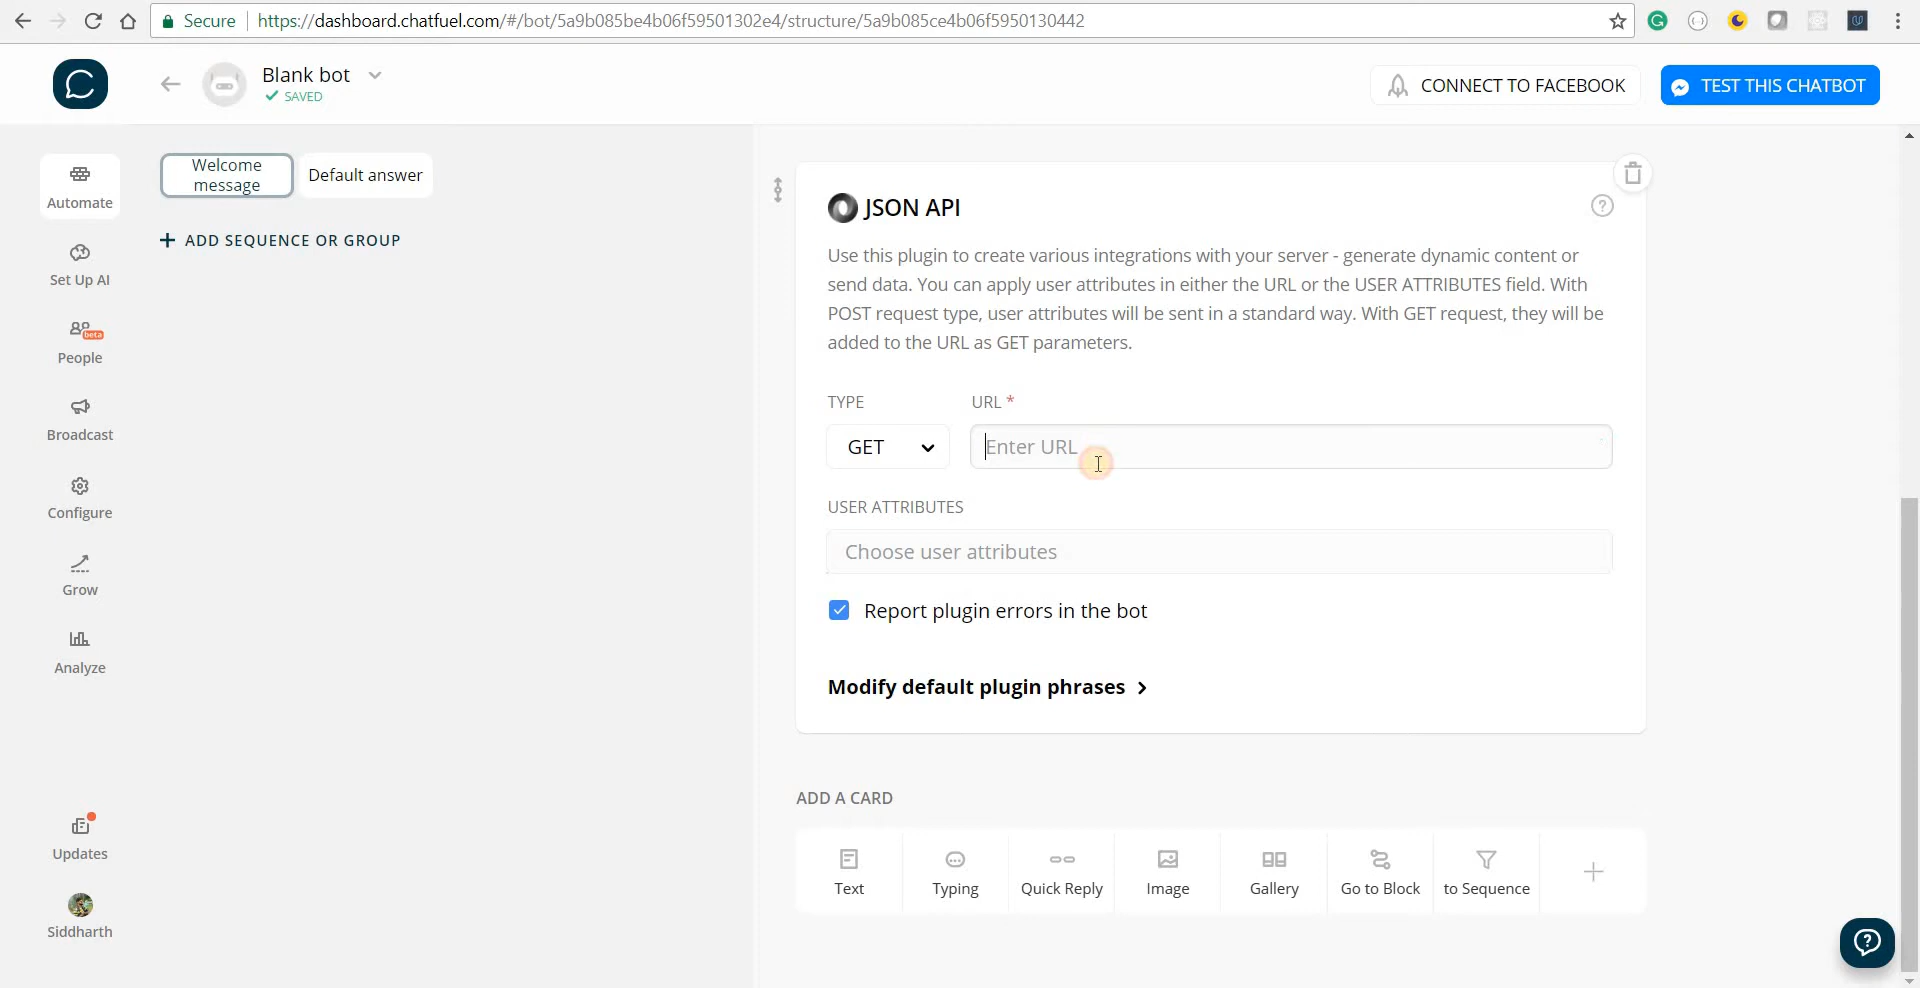 Secure
https://dashboard.chatfuel.com/#/bot/5a9b085be4b06f59501302e4/structure/5a9b085ce4b06f5950130442
Blank bot
SAVED
CONNECT TO FACEBOOK
TEST THIS CHATBOT
Automate
Set Up AI
beta
People
Broadcast
Configure
Grow
Analyze
Updates
Siddharth
Welcome
message
Default answer
+ ADD SEQUENCE OR GROUP
JSON API
?
Use this plugin to create various integrations with your server - generate dynamic content or
send data. You can apply user attributes in either the URL or the USER ATTRIBUTES field. With
POST request type, user attributes will be sent in a standard way. With GET request, they will be
added to the URL as GET parameters.
TYPE
URL *
GET
Enter URL
USER ATTRIBUTES
Choose user attributes
Report plugin errors in the bot
Modify default plugin phrases >
ADD A CARD
Text
Typing
Quick Reply
Image
Gallery
Go to Block
to Sequence
+
?